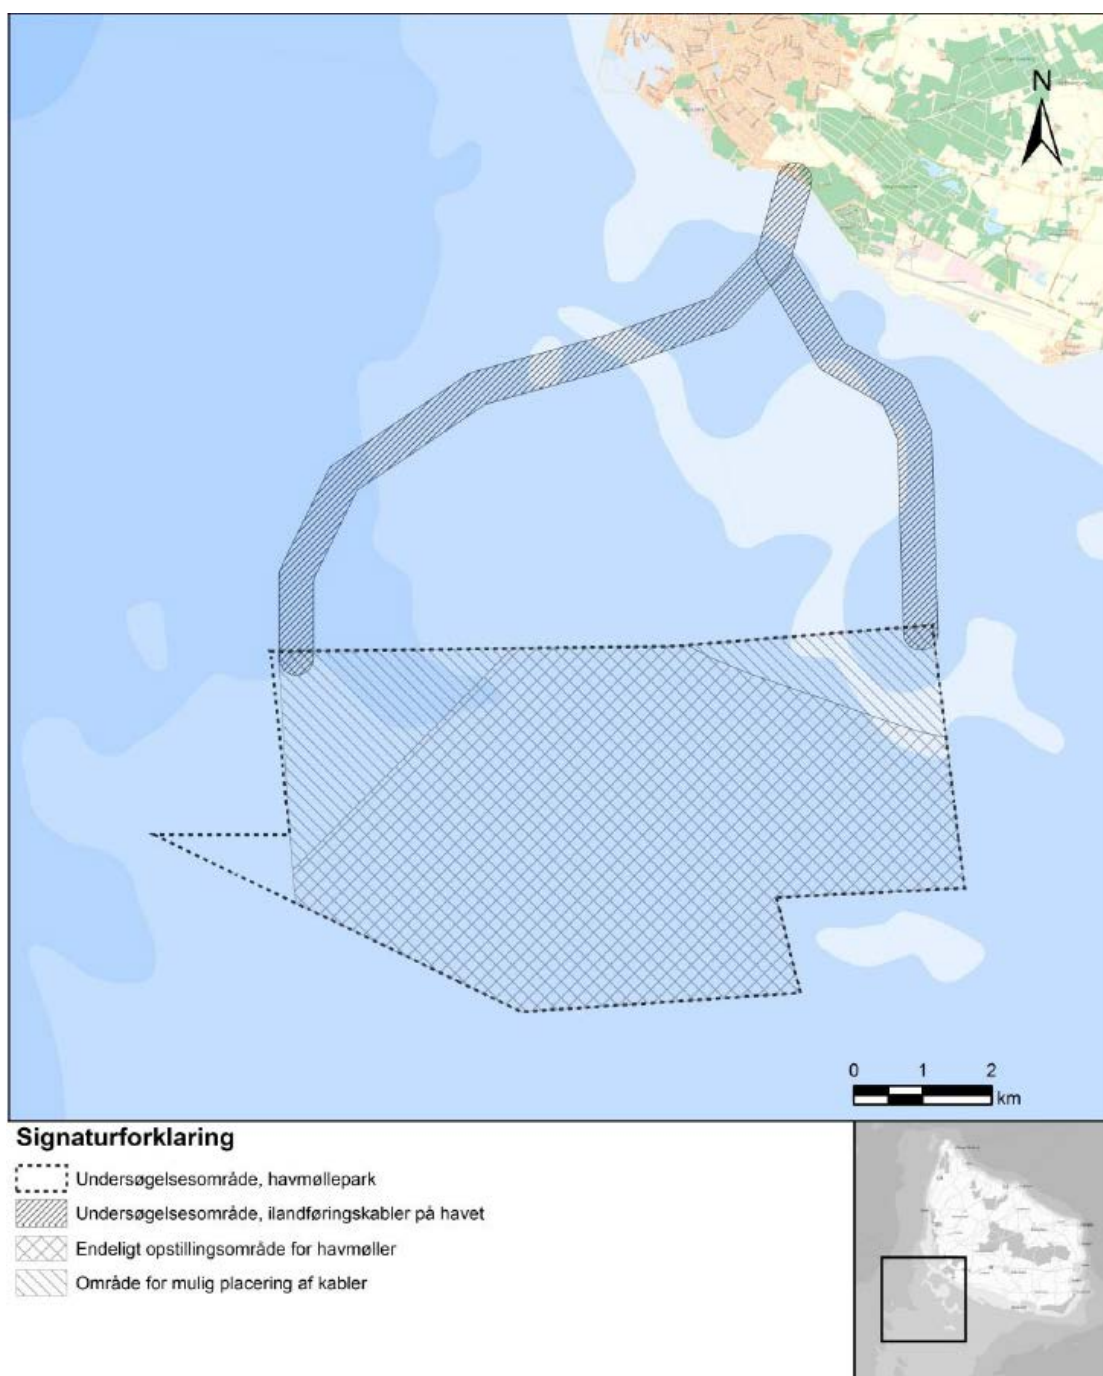 N
0 1 2
km
Signaturforklaring
Undersøgelsesområde, havmøllepark
Undersøgelsesområde, ilandføringskabler på havet
Endeligt opstillingsområde for havmøller
Område for mulig placering af kabler